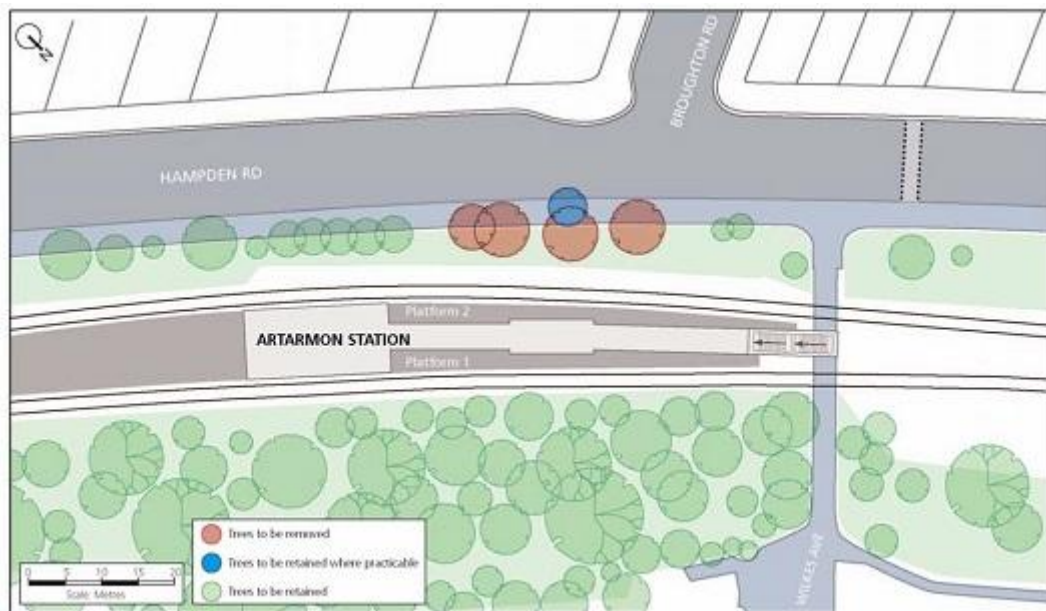 N
BROUGHTON RD
HAMPDEN RD
Platform 2
ARTARMON STATION
Platform 1
Trees to be removed
Trees to be retained where practicable
Trees to be retained
0 5 10 15 20
Scale: Metres
WILKES AVE